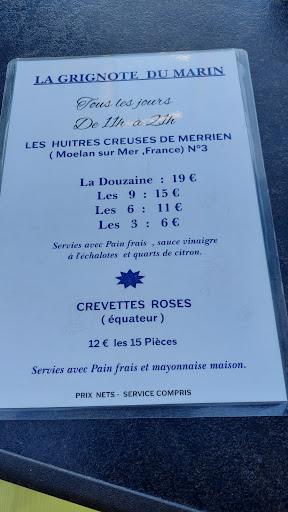 LA GRIGNOTE DU MARIN
Tous les jours
De 11h à 21h
LES HUITRES CREUSES DE MERRIEN
( Moelan sur Mer ,France) N°3
La Douzaine : 19 €
Les 9 : 15 €
Les 6 : 11 €
Les 3 : 6 €
Servies avec Pain frais , sauce vinaigre
à l'échalotes et quarts de citron.
CREVETTES ROSES
( équateur )
12 € les 15 Pièces
Servies avec Pain frais et mayonnaise maison.
PRIX NETS - SERVICE COMPRIS